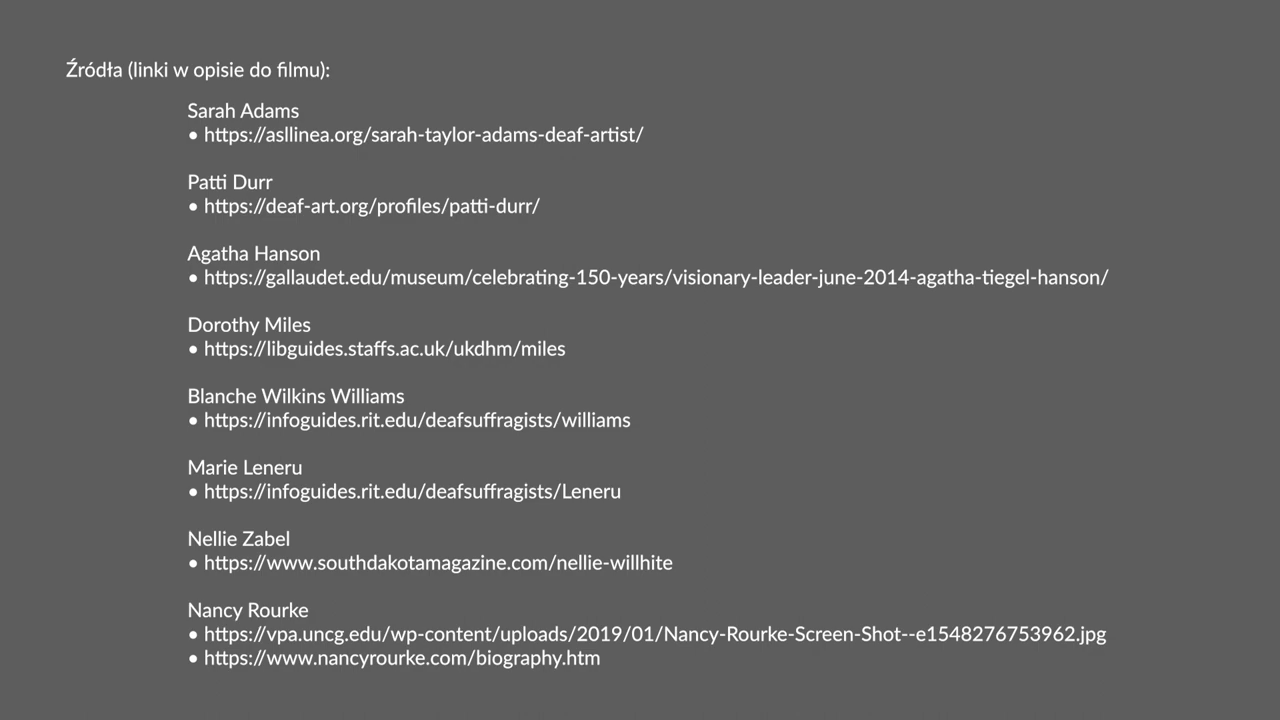 Źródła (linki w opisie do filmu):
Sarah Adams
• https://asllinea.org/sarah-taylor-adams-deaf-artist/
Patti Durr
• https://deaf-art.org/profiles/patti-durr/
Agatha Hanson
• https://gallaudet.edu/museum/celebrating-150-years/visionary-leader-june-2014-agatha-tiegel-hanson/
Dorothy Miles
• https://libguides.staffs.ac.uk/ukdhm/miles
Blanche Wilkins Williams
• https://infoguides.rit.edu/deafsuffragists/williams
Marie Leneru
• https://infoguides.rit.edu/deafsuffragists/Leneru
Nellie Zabel
• https://www.southdakotamagazine.com/nellie-willhite
Nancy Rourke
• https://vpa.uncg.edu/wp-content/uploads/2019/01/Nancy-Rourke-Screen-Shot--e1548276753962.jpg
• https://www.nancyrourke.com/biography.htm